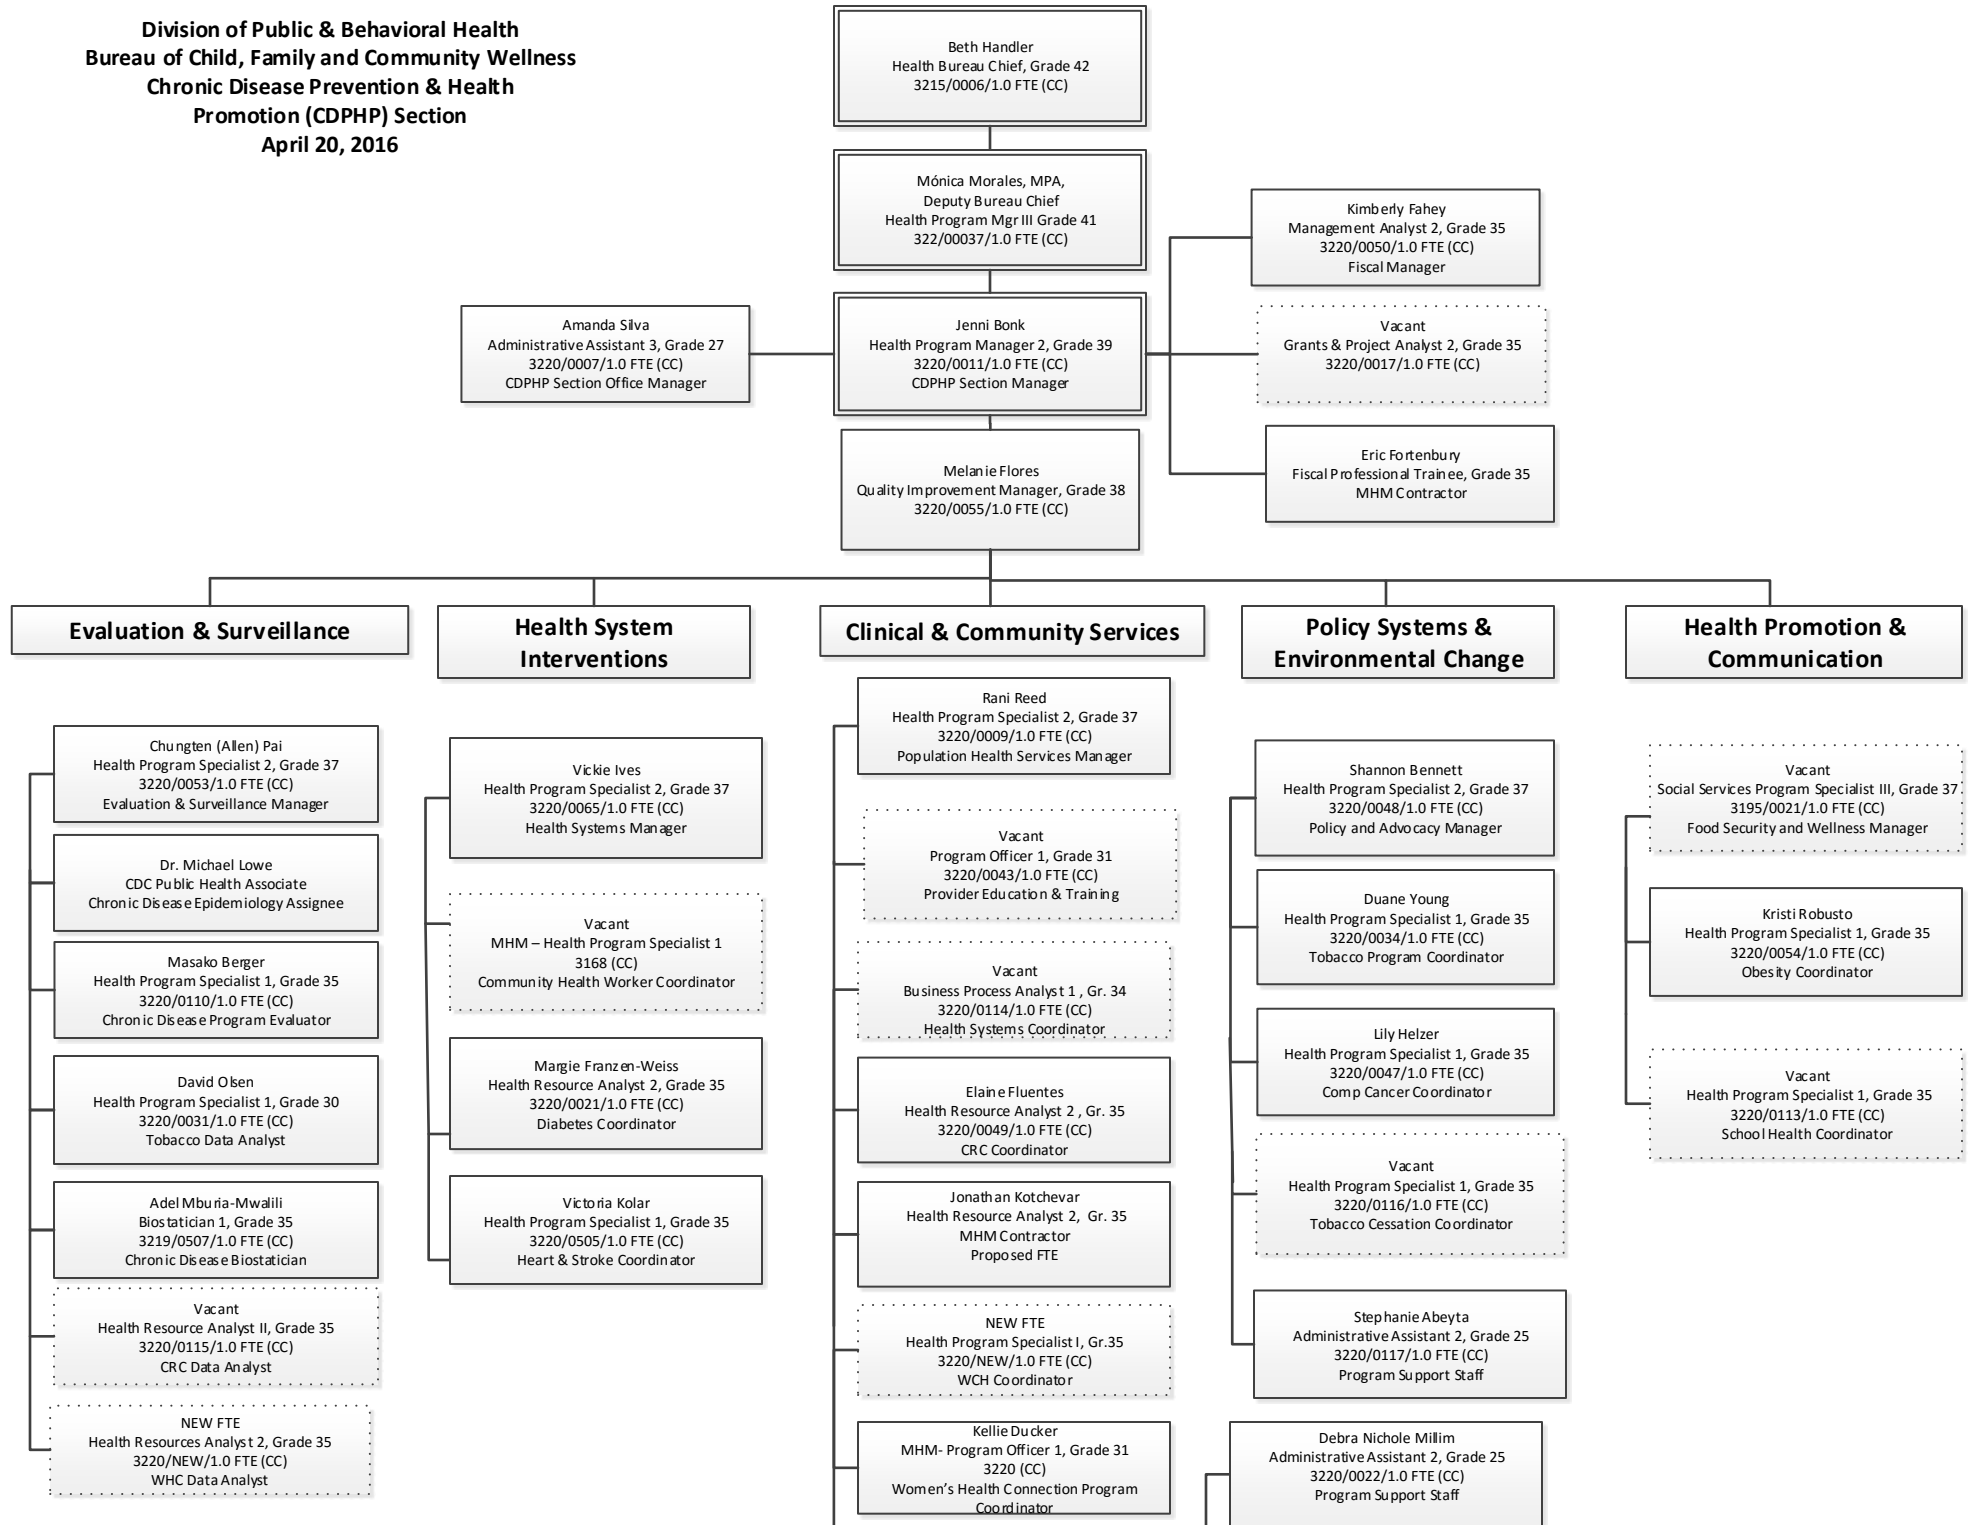 Division of Public & Behavioral Health
Bureau of Child, Family and Community Wellness
Chronic Disease Prevention & Health
Promotion (CDPHP) Section
April 20, 2016
Beth Handler
Health Bureau Chief, Grade 42
3215/0006/1.0 FTE (CC)
Mónica Morales, MPA,
Deputy Bureau Chief
Health Program Mgr III Grade 41
322/00037/1.0 FTE (CC)
Kimberly Fahey
Management Analyst 2, Grade 35
3220/0050/1.0 FTE (CC)
Fiscal Manager
Amanda Silva
Administrative Assistant 3, Grade 27
3220/0007/1.0 FTE (CC)
CDPHP Section Office Manager
Jenni Bonk
Health Program Manager 2, Grade 39
3220/0011/1.0 FTE (CC)
CDPHP Section Manager
Vacant
Grants & Project Analyst 2, Grade 35
3220/0017/1.0 FTE (CC)
Melanie Flores
Quality Improvement Manager, Grade 38
3220/0055/1.0 FTE (CC)
Eric Fortenbury
Fiscal Professional Trainee, Grade 35
MHM Contractor
Evaluation & Surveillance
Chungten (Allen) Pai
Health Program Specialist 2, Grade 37
3220/0053/1.0 FTE (CC)
Evaluation & Surveillance Manager
Dr. Michael Lowe
CDC Public Health Associate
Chronic Disease Epidemiology Assignee
Masako Berger
Health Program Specialist 1, Grade 35
3220/0110/1.0 FTE (CC)
Chronic Disease Program Evaluator
David Olsen
Health Program Specialist 1, Grade 30
3220/0031/1.0 FTE (CC)
Tobacco Data Analyst
Adel Mburia-Mwalili
Biostatician 1, Grade 35
3219/0507/1.0 FTE (CC)
Chronic Disease Biostatician
Vacant
Health Resource Analyst II, Grade 35
3220/0115/1.0 FTE (CC)
CRC Data Analyst
NEW FTE
Health Resources Analyst 2, Grade 35
3220/NEW/1.0 FTE (CC)
WHC Data Analyst
Health System
Interventions
Vickie Ives
Health Program Specialist 2, Grade 37
3220/0065/1.0 FTE (CC)
Health Systems Manager
Vacant
MHM – Health Program Specialist 1
3168 (CC)
Community Health Worker Coordinator
Margie Franzen-Weiss
Health Resource Analyst 2, Grade 35
3220/0021/1.0 FTE (CC)
Diabetes Coordinator
Victoria Kolar
Health Program Specialist 1, Grade 35
3220/0505/1.0 FTE (CC)
Heart & Stroke Coordinator
Clinical & Community Services
Rani Reed
Health Program Specialist 2, Grade 37
3220/0009/1.0 FTE (CC)
Population Health Services Manager
Vacant
Program Officer 1, Grade 31
3220/0043/1.0 FTE (CC)
Provider Education & Training
Vacant
Business Process Analyst 1 , Gr. 34
3220/0114/1.0 FTE (CC)
Health Systems Coordinator
Elaine Fluentes
Health Resource Analyst 2 , Gr. 35
3220/0049/1.0 FTE (CC)
CRC Coordinator
Jonathan Kotchevar
Health Resource Analyst 2, Gr. 35
MHM Contractor
Proposed FTE
NEW FTE
Health Program Specialist I, Gr.35
3220/NEW/1.0 FTE (CC)
WCH Coordinator
Kellie Ducker
MHM- Program Officer 1, Grade 31
3220 (CC)
Women's Health Connection Program
Coordinator
Policy Systems &
Environmental Change
Shannon Bennett
Health Program Specialist 2, Grade 37
3220/0048/1.0 FTE (CC)
Policy and Advocacy Manager
Duane Young
Health Program Specialist 1, Grade 35
3220/0034/1.0 FTE (CC)
Tobacco Program Coordinator
Lily Helzer
Health Program Specialist 1, Grade 35
3220/0047/1.0 FTE (CC)
Comp Cancer Coordinator
Vacant
Health Program Specialist 1, Grade 35
3220/0116/1.0 FTE (CC)
Tobacco Cessation Coordinator
Stephanie Abeyta
Administrative Assistant 2, Grade 25
3220/0117/1.0 FTE (CC)
Program Support Staff
Debra Nichole Millim
Administrative Assistant 2, Grade 25
3220/0022/1.0 FTE (CC)
Program Support Staff
Health Promotion &
Communication
Vacant
Social Services Program Specialist III, Grade 37
3195/0021/1.0 FTE (CC)
Food Security and Wellness Manager
Kristi Robusto
Health Program Specialist 1, Grade 35
3220/0054/1.0 FTE (CC)
Obesity Coordinator
Vacant
Health Program Specialist 1, Grade 35
3220/0113/1.0 FTE (CC)
School Health Coordinator